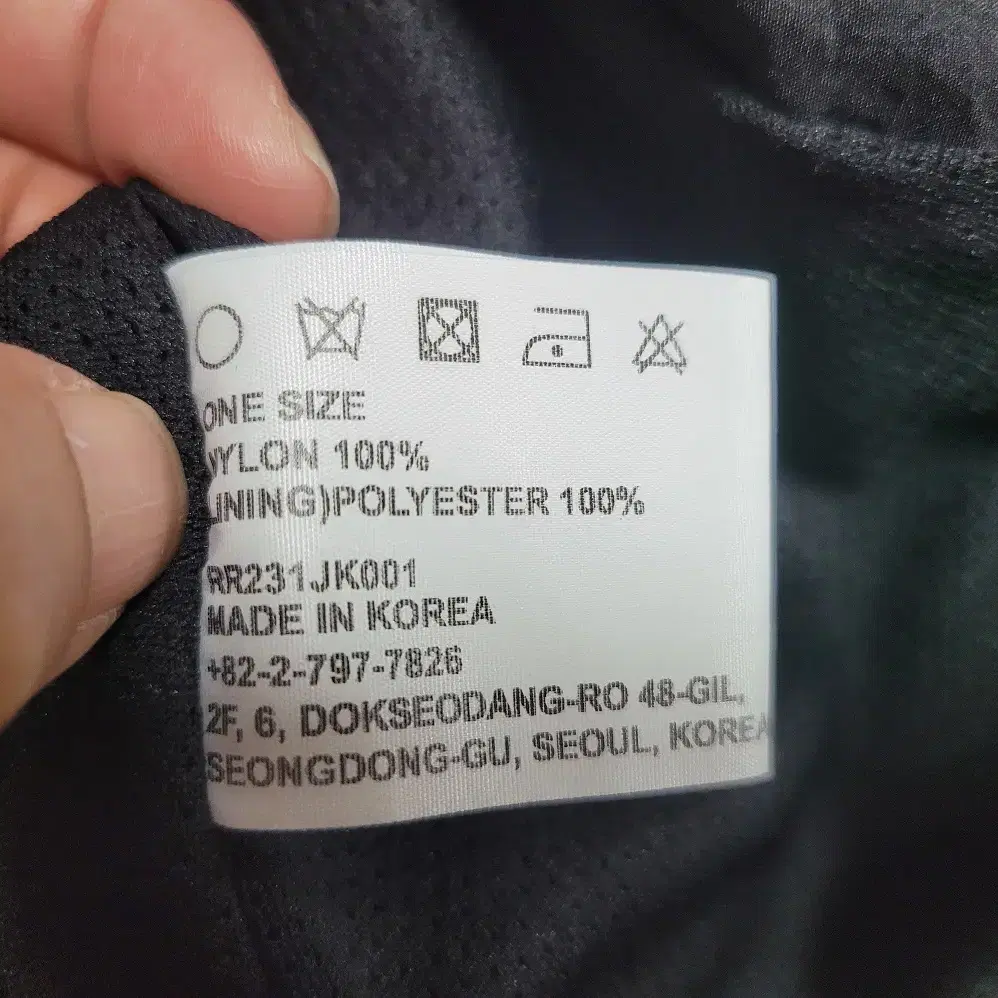 ONE SIZE
NYLON 100%
LINING)POLYESTER 100%
RR231JK001
MADE IN KOREA
+82-2-797-7826
2F, 6, DOKSEODANG-RO 48-GIL,
SEONGDONG-GU, SEOUL, KOREA